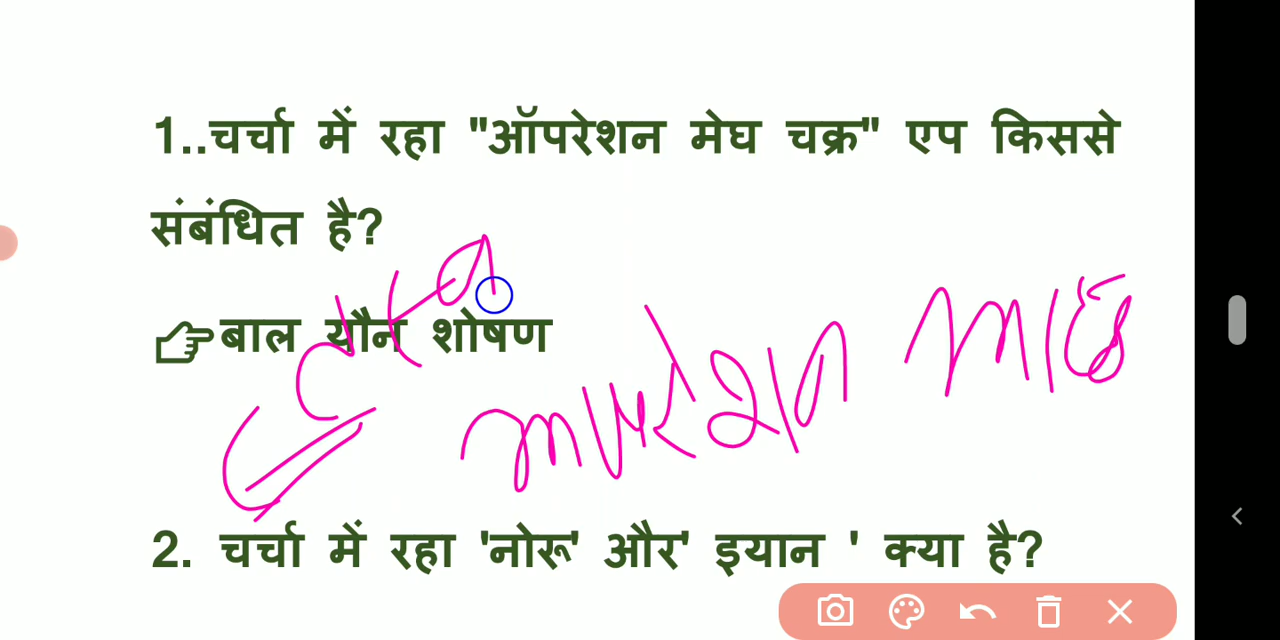 1..चर्चा में रहा "ऑपरेशन मेघ चक्र" एप किससे
संबंधित है?
बाल यौन शोषण
2. चर्चा में रहा 'नोरू' और' इयान ' क्या है?